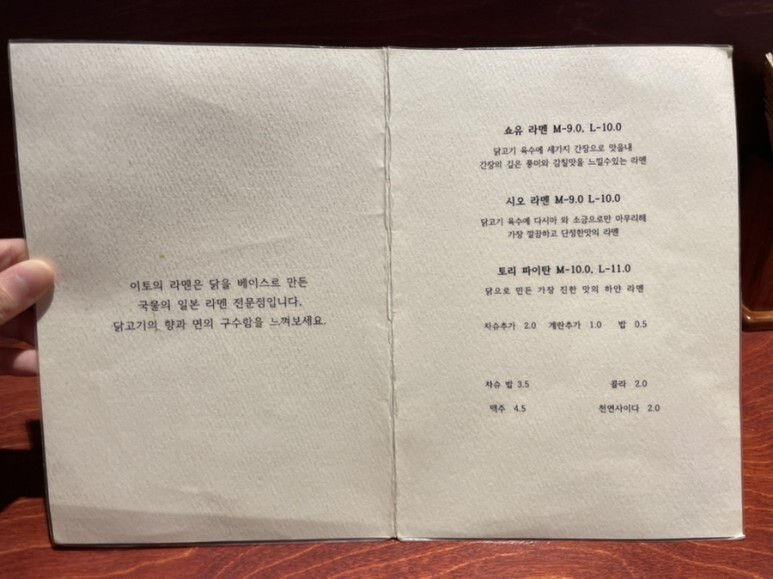 이토의 라멘은 닭을 베이스르 만든
국물의 일본 라멘 전문점입니다.
닭고기의 향과 면의 구수함을 느껴보세요.
쇼유 라멘 M-9.0, L-10.0
닭고기 육수에 세가지 간장으로 맛을내
간장의 깊은 풍미와 감칠맛을 느낄수있는 라멘
시오 라멘 M-9.0 L-10.0
닭고기 육수에 다시마 와 소금으로만 마무리해
가장 깔끔하고 단정한맛의 라멘
토리 파이탄 M-10.0, L-11.0
닭으로 만든 가장 진한 맛의 하얀 라멘
차슈추가 2.0 계란추가 1.0 밥 0.5
차슈 밥 3.5 콜라 2.0
맥주 4.5 천연사이다 2.0